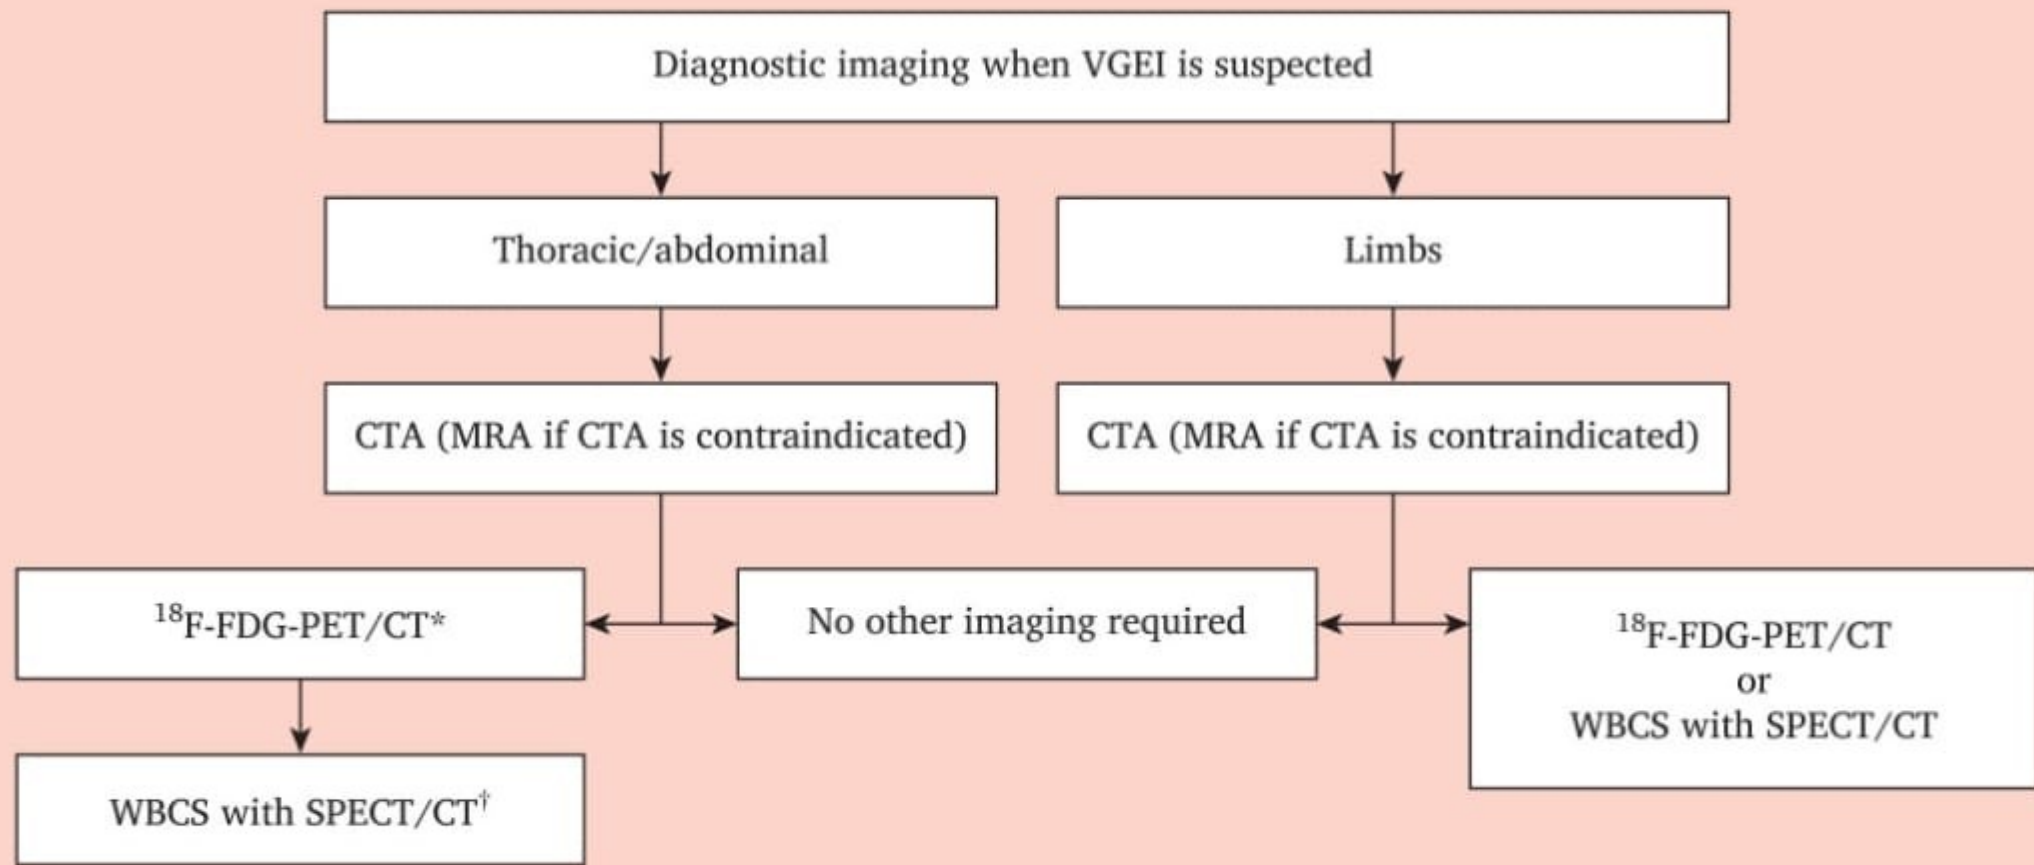 Diagnostic imaging when VGEI is suspected
Thoracic/abdominal
Limbs
CTA (MRA if CTA is contraindicated)
CTA (MRA if CTA is contraindicated)
¹⁸F-FDG-PET/CT*
No other imaging required
¹⁸F-FDG-PET/CT
or
WBCS with SPECT/CT
WBCS with SPECT/CT†